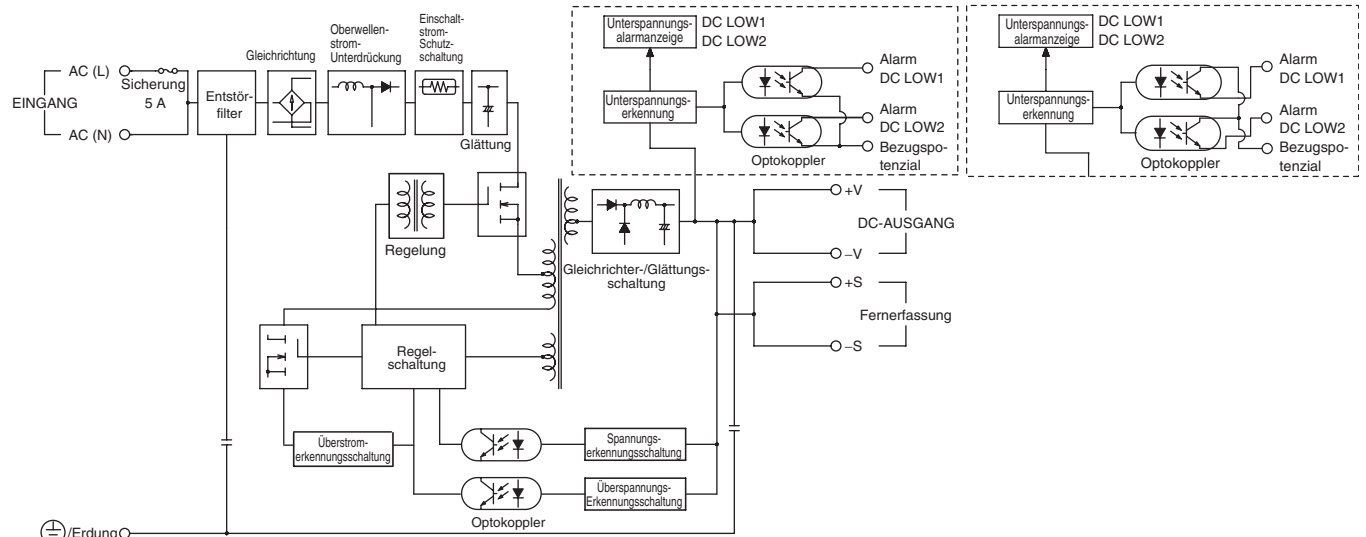 AC (L)
Sicherung
5 A
EINGANG
AC (N)
Entstör-
filter
Gleichrichtung
Oberwellen-
strom-
Unterdrückung
Einschalt-
strom-
Schutz-
schaltung
Glättung
Unterspannungs-
alarmanzeige
DC LOW1
DC LOW2
Unterspannungs-
erkennung
Optokoppler
Alarm
DC LOW1
Alarm
DC LOW2
Bezugspo-
tenzial
Unterspannungs-
alarmanzeige
DC LOW1
DC LOW2
Unterspannungs-
erkennung
Optokoppler
Alarm
DC LOW1
Alarm
DC LOW2
Bezugspo-
tenzial
Regelung
Gleichrichter-/Glättungs-
schaltung
+V
DC-AUSGANG
–V
+S
Fernerfassung
–S
Regel-
schaltung
Überstrom-
erkennungsschaltung
Spannungs-
erkennungsschaltung
Überspannungs-
Erkennungsschaltung
Optokoppler
/Erdung